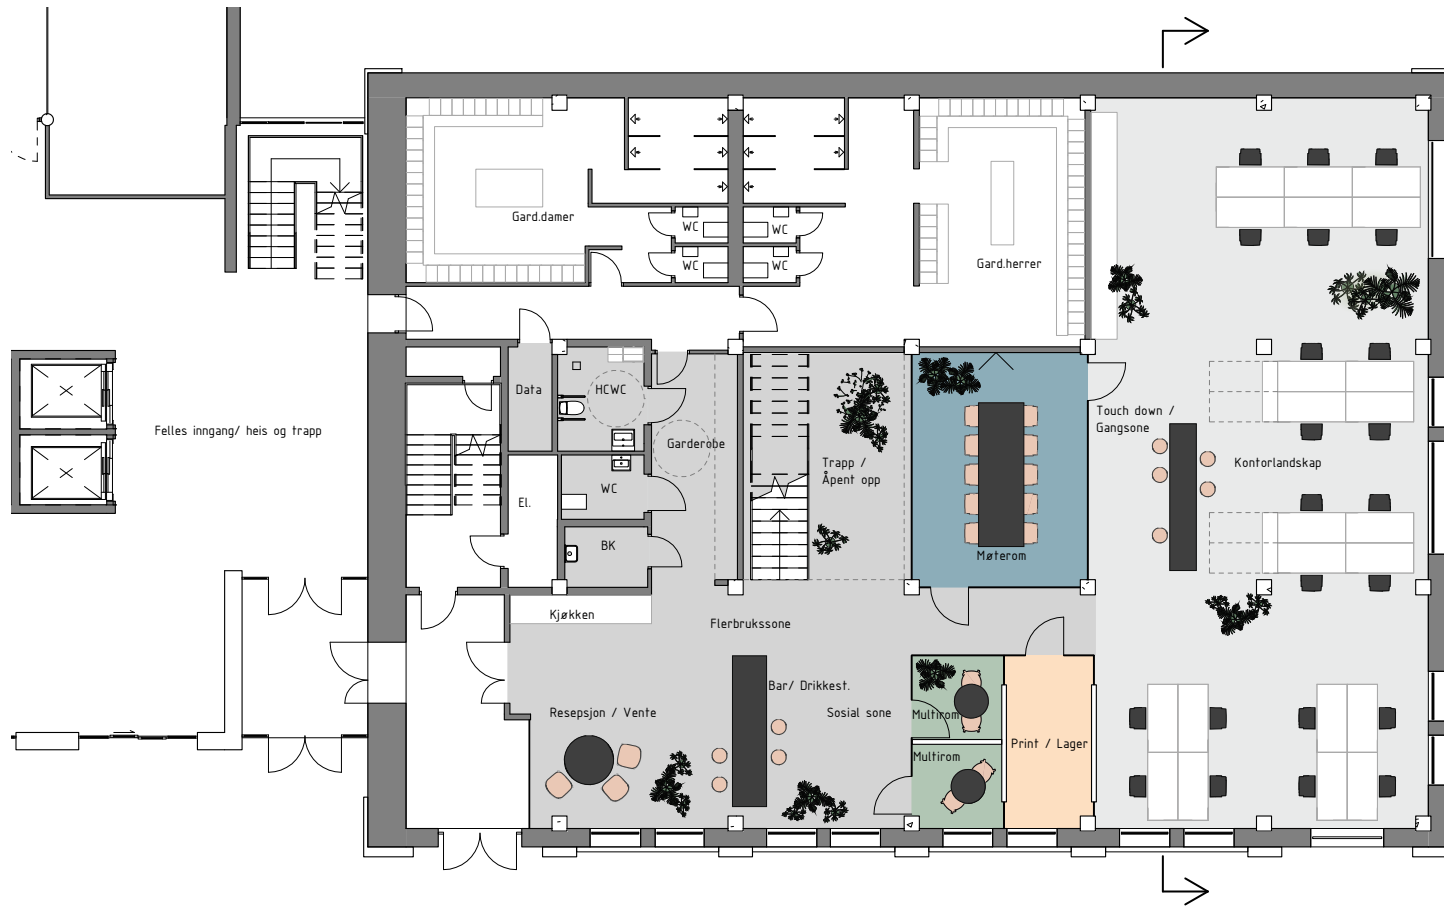 Gard.damer
WC
WC
WC
WC
Gard.herrer
Data
HCWC
Garderobe
Felles inngang/ heis og trapp
Trapp /
Åpent opp
Touch down /
Gangsone
Kontorlandskap
El.
WC
BK
Møterom
Kjøkken
Flerbrukssone
Bar/ Drikkest.
Resepsjon / Vente
Sosial sone
Multirom
Multirom
Print / Lager